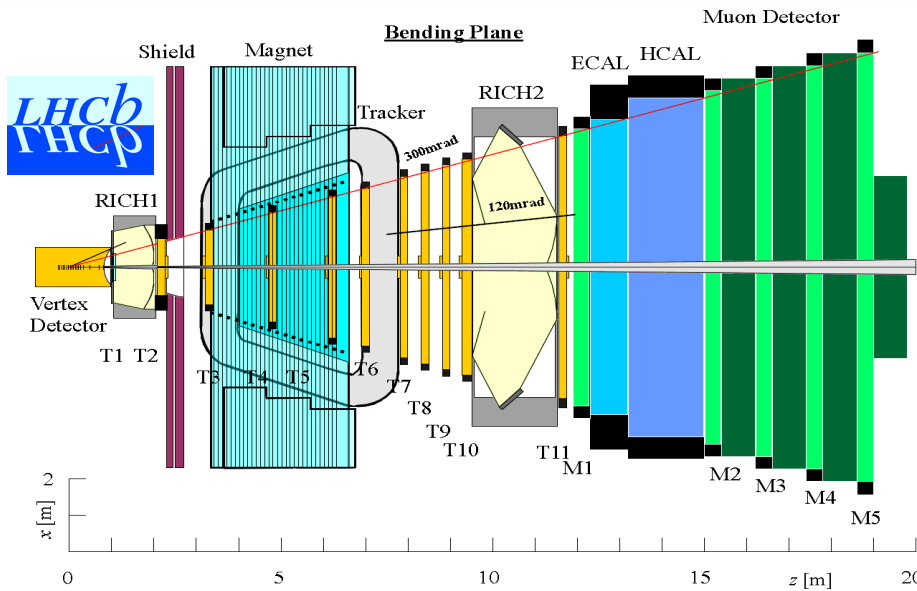 Bending Plane
Muon Detector
Shield
Magnet
ECAL
HCAL
LHCb
LHCb
RICH2
Tracker
300mrad
RICH1
120mrad
Vertex
Detector
T1
T2
T3
T4
T5
T6
T7
T8
T9
T10
T11
M1
M2
M3
M4
M5
2
x [m]
0
5
10
15
z [m]
20